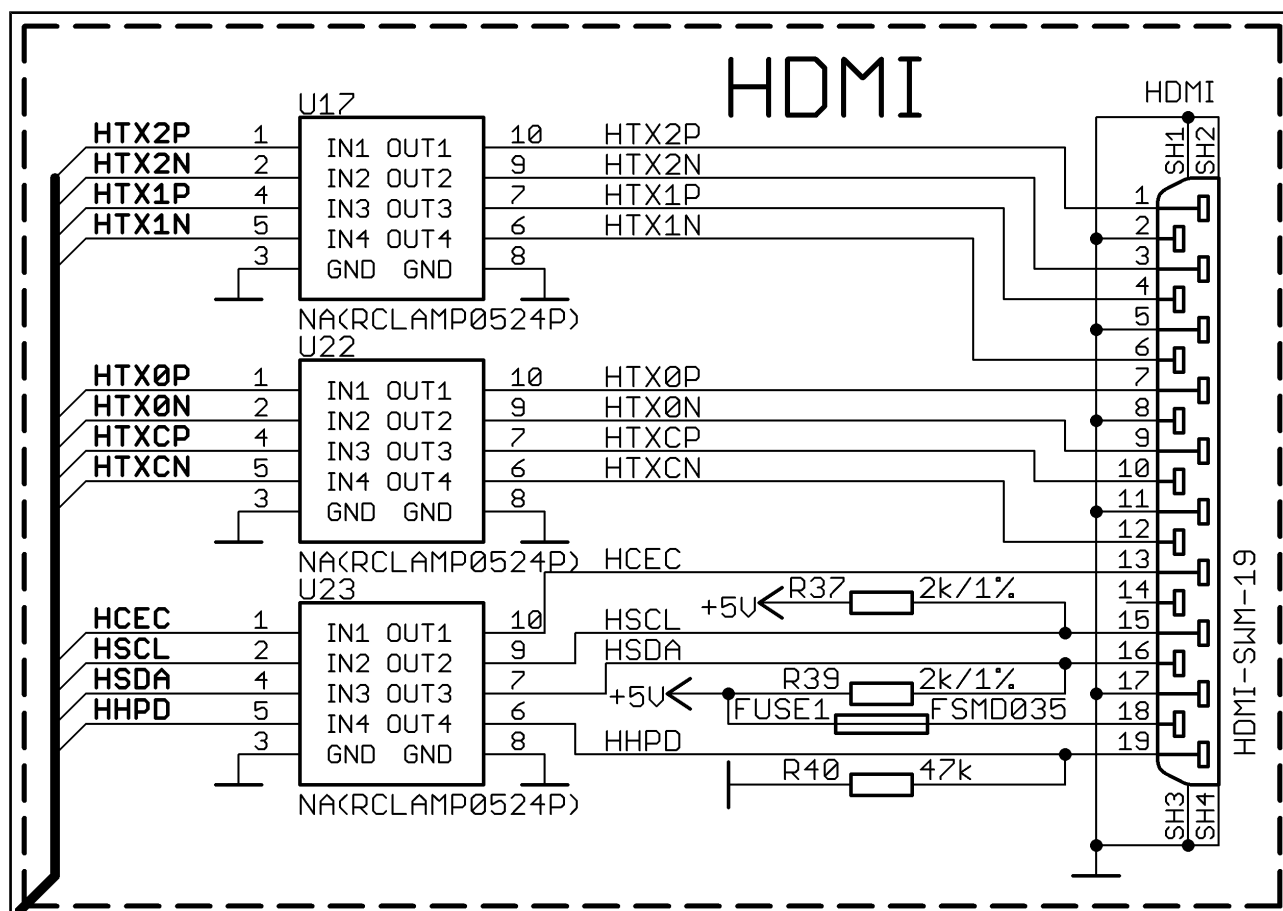 HDMI
HDMI
SH1
SH2
U17
HTX2P 1 IN1 OUT1 10 HTX2P
HTX2N 2 IN2 OUT2 9 HTX2N
HTX1P 4 IN3 OUT3 7 HTX1P
HTX1N 5 IN4 OUT4 6 HTX1N
3 GND GND 8
NA(RCLAMP0524P)
U22
HTX0P 1 IN1 OUT1 10 HTX0P
HTX0N 2 IN2 OUT2 9 HTX0N
HTXCP 4 IN3 OUT3 7 HTXCP
HTXCN 5 IN4 OUT4 6 HTXCN
3 GND GND 8
NA(RCLAMP0524P)
U23
HCEC 1 IN1 OUT1 10
HSCL 2 IN2 OUT2 9
HSDA 4 IN3 OUT3 7
HHPD 5 IN4 OUT4 6
3 GND GND 8
NA(RCLAMP0524P)
HCEC
+5V R37 2k/1%
HSCL
HSDA
+5V R39 2k/1%
FUSE1 FSMD035
HHPD
R40 47k
1
2
3
4
5
6
7
8
9
10
11
12
13
14
15
16
17
18
19
HDMI-SWM-19
SH3
SH4